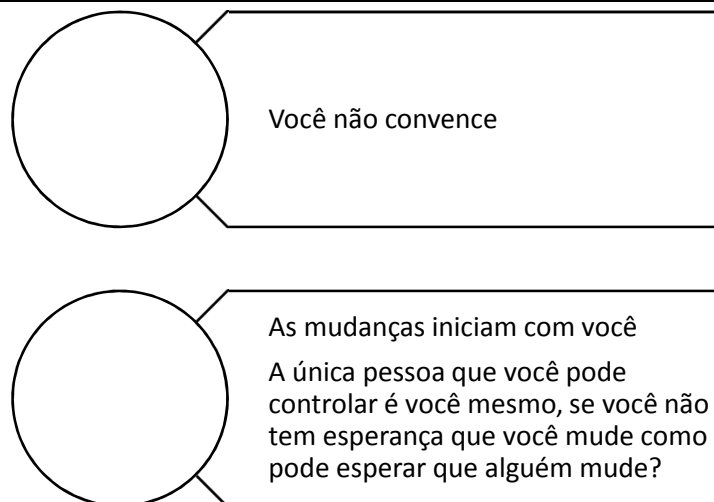 Você não convence
As mudanças iniciam com você
A única pessoa que você pode
controlar é você mesmo, se você não
tem esperança que você mude como
pode esperar que alguém mude?